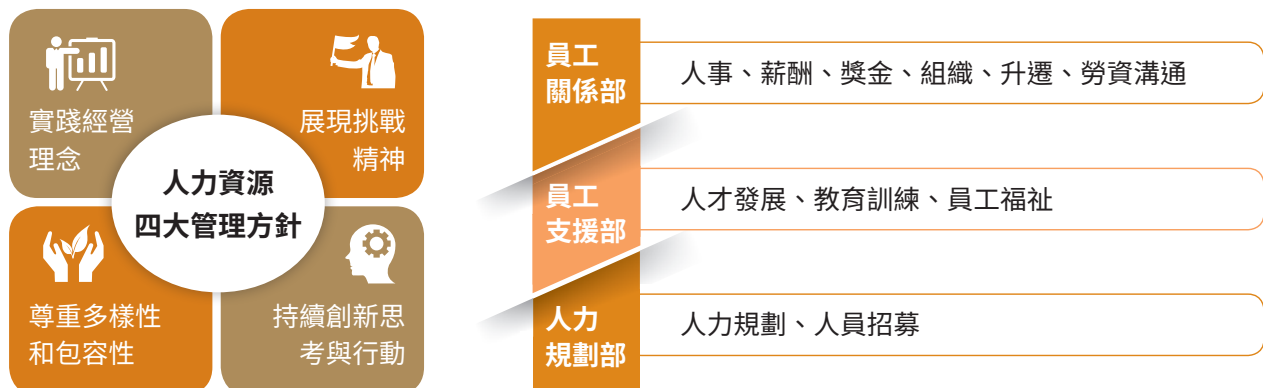 實踐經營
理念
展現挑戰
精神
人力資源
四大管理方針
尊重多樣性
和包容性
持續創新思
考與行動
員工
關係部
人事、薪酬、獎金、組織、升遷、勞資溝通
員工
支援部
人才發展、教育訓練、員工福祉
人力
規劃部
人力規劃、人員招募